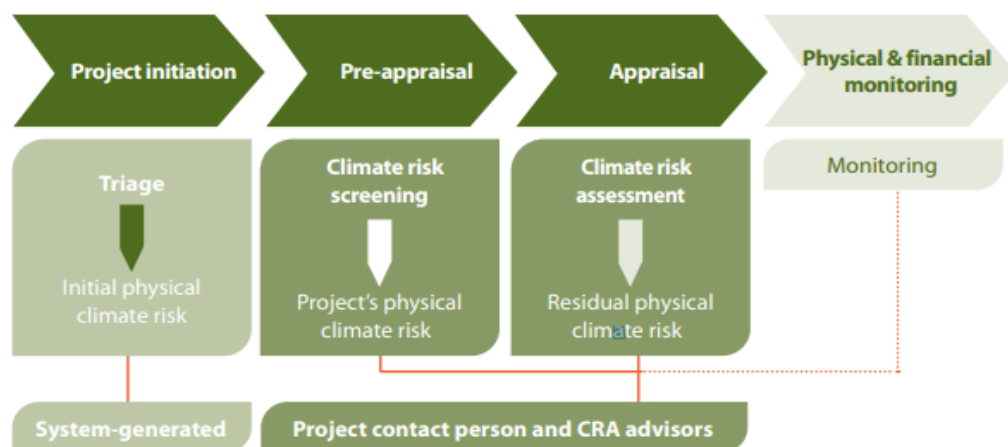 Project initiation
Pre-appraisal
Appraisal
Physical & financial
monitoring
Triage
Initial physical
climate risk
Climate risk
screening
Project's physical
climate risk
Climate risk
assessment
Residual physical
climate risk
Monitoring
System-generated
Project contact person and CRA advisors